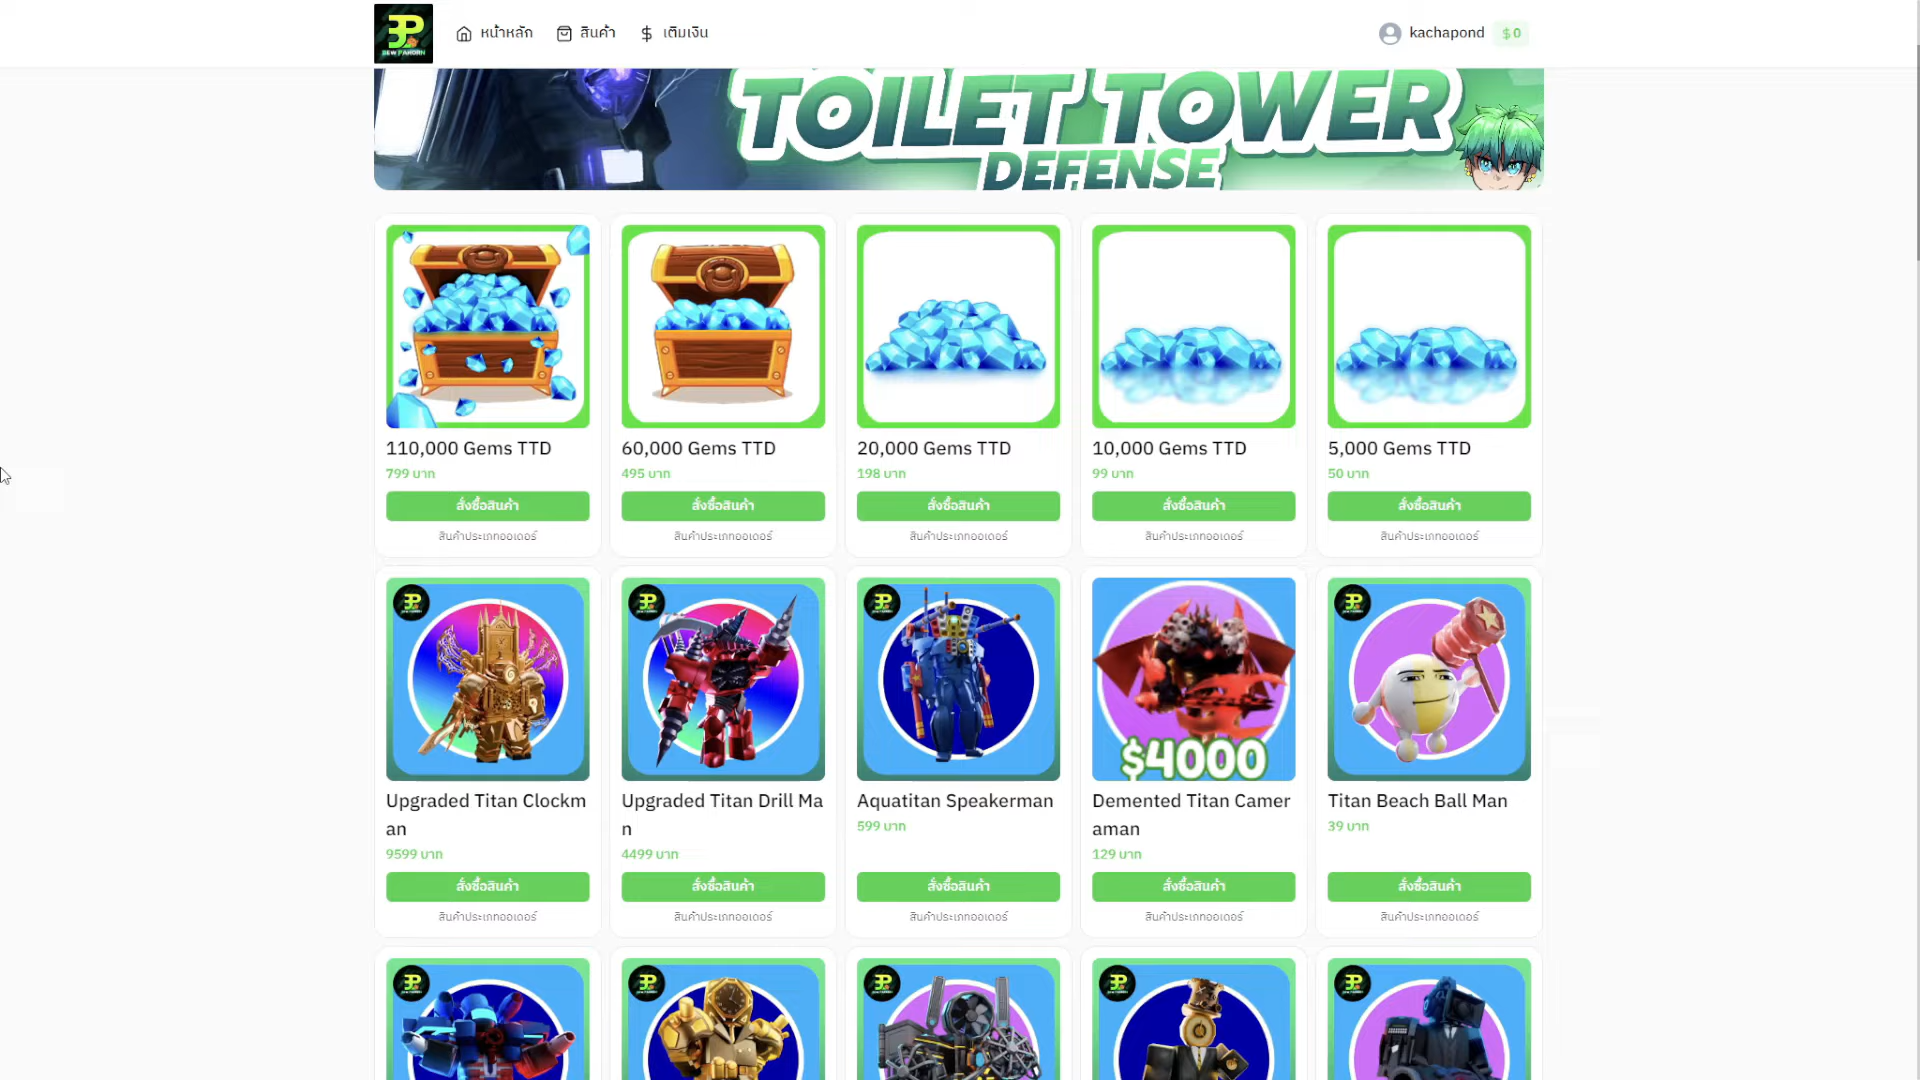 หน้าหลัก
สินค้า
เติมเงิน
kachapond
$ 0
TOILET TOWER
DEFENSE
110,000 Gems TTD
799 บาท
สั่งซื้อสินค้า
สินค้าประเภทออเดอร์
60,000 Gems TTD
495 บาท
สั่งซื้อสินค้า
สินค้าประเภทออเดอร์
20,000 Gems TTD
198 บาท
สั่งซื้อสินค้า
สินค้าประเภทออเดอร์
10,000 Gems TTD
99 บาท
สั่งซื้อสินค้า
สินค้าประเภทออเดอร์
5,000 Gems TTD
50 บาท
สั่งซื้อสินค้า
สินค้าประเภทออเดอร์
Upgraded Titan Clockm
an
9599 บาท
สั่งซื้อสินค้า
สินค้าประเภทออเดอร์
Upgraded Titan Drill Ma
n
4499 บาท
สั่งซื้อสินค้า
สินค้าประเภทออเดอร์
Aquatitan Speakerman
599 บาท
สั่งซื้อสินค้า
สินค้าประเภทออเดอร์
$4000
Demented Titan Camer
aman
129 บาท
สั่งซื้อสินค้า
สินค้าประเภทออเดอร์
Titan Beach Ball Man
39 บาท
สั่งซื้อสินค้า
สินค้าประเภทออเดอร์